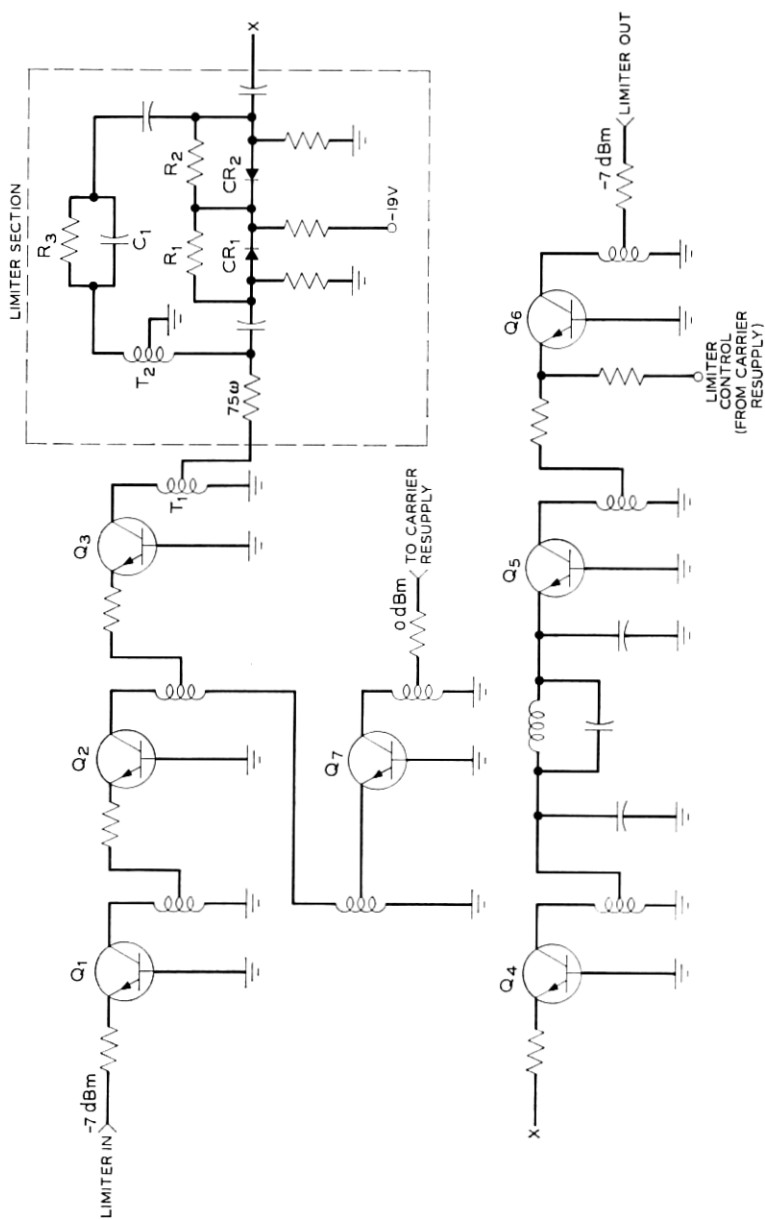 LIMITER SECTION
R3
C1
T2
R1
R2
CR1
CR2
75ω
-19V
X
Q1
Q2
Q3
T1
-7 dBm
LIMITER IN
Q7
0 dBm
TO CARRIER
RESUPPLY
X
Q4
Q5
Q6
-7 dBm
LIMITER OUT
LIMITER
CONTROL
(FROM CARRIER
RESUPPLY)